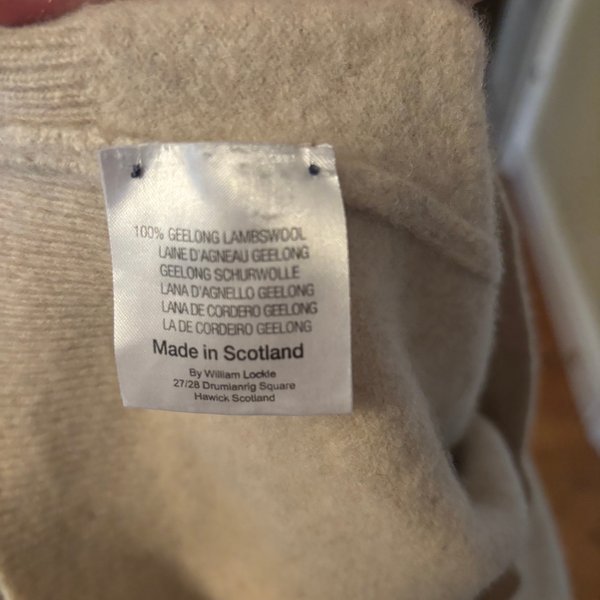 100% GEELONG LAMBSWOOL
LAINE D'AGNEAU GEELONG
GEELONG SCHURWOLLE
LANA D'AGNELLO GEELONG
LANA DE CORDERO GEELONG
LA DE CORDEIRO GEELONG
Made in Scotland
By William Lockie
27/28 Drumlanrig Square
Hawick Scotland